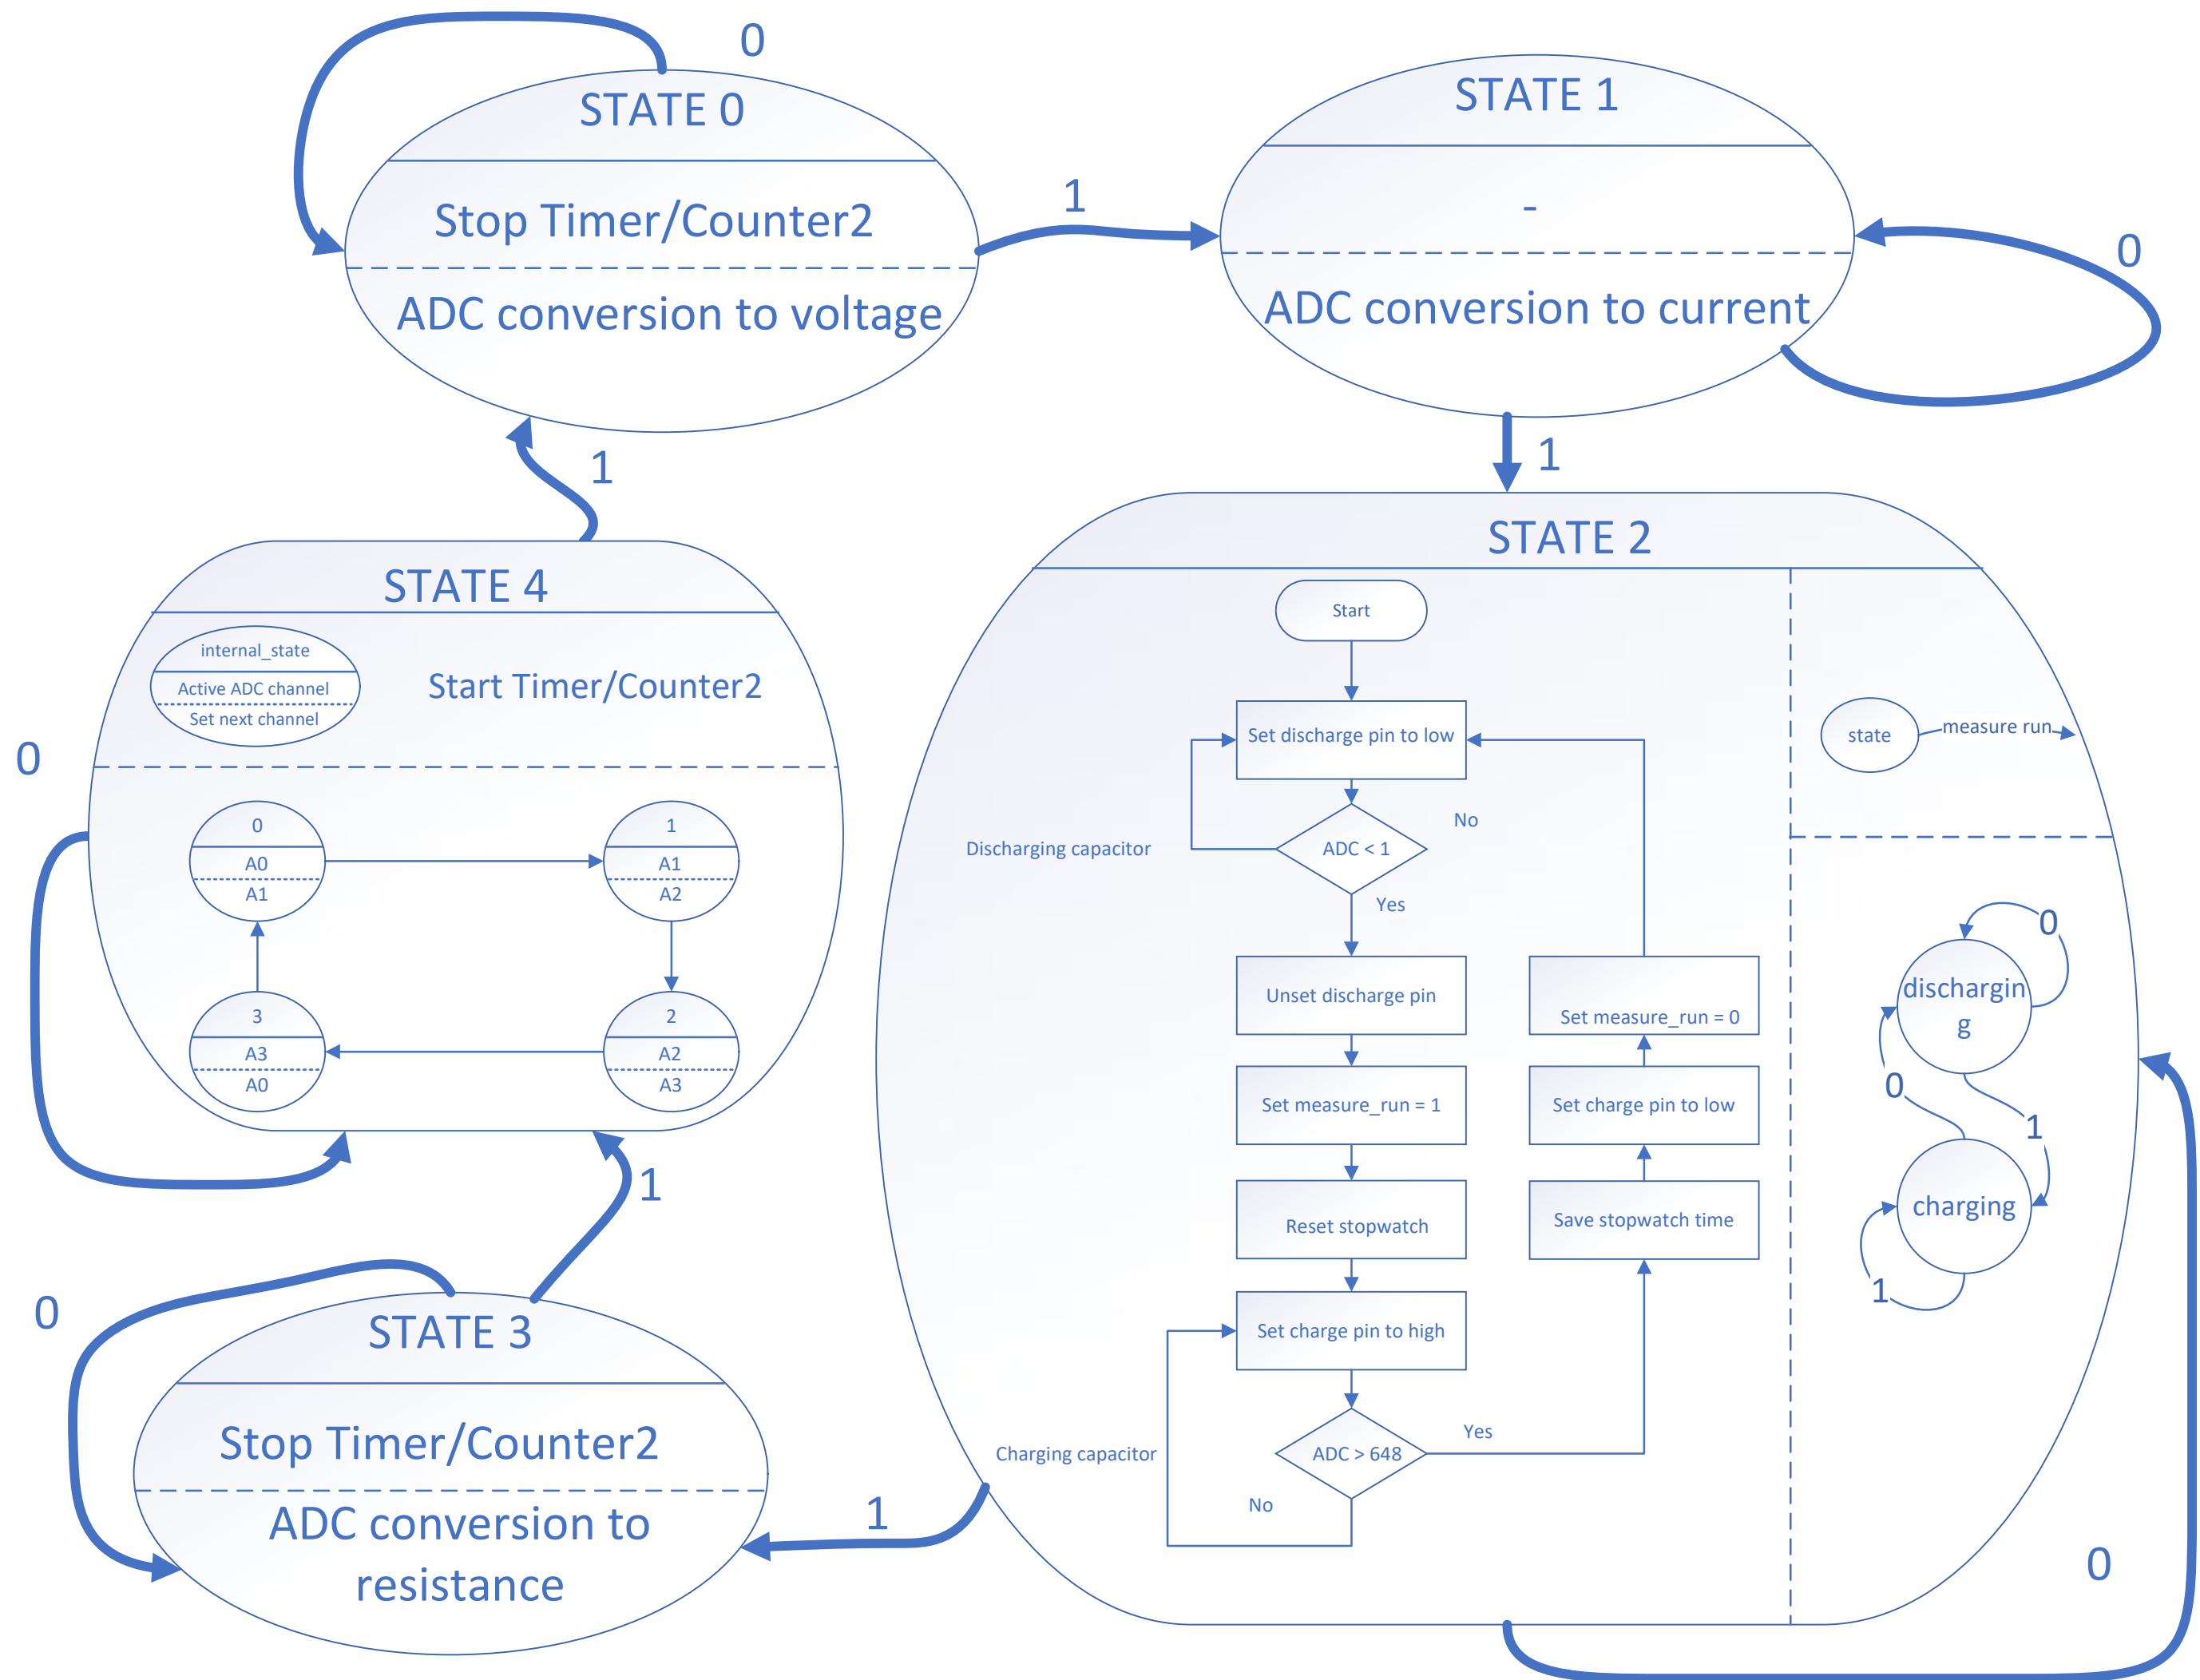 0
STATE 0
Stop Timer/Counter2
ADC conversion to voltage
1
STATE 1
-
ADC conversion to current
0
1
1
STATE 4
internal_state
Active ADC channel
Set next channel
Start Timer/Counter2
0
0
A0
A1
1
A1
A2
3
A3
A0
2
A2
A3
1
0
STATE 3
Stop Timer/Counter2
ADC conversion to
resistance
1
STATE 2
Start
Set discharge pin to low
No
Discharging capacitor
ADC < 1
Yes
Unset discharge pin
Set measure_run = 1
Reset stopwatch
Set charge pin to high
Charging capacitor
ADC > 648
Yes
No
Set measure_run = 0
Set charge pin to low
Save stopwatch time
state
measure run
0
dischargin
g
0
1
charging
1
0